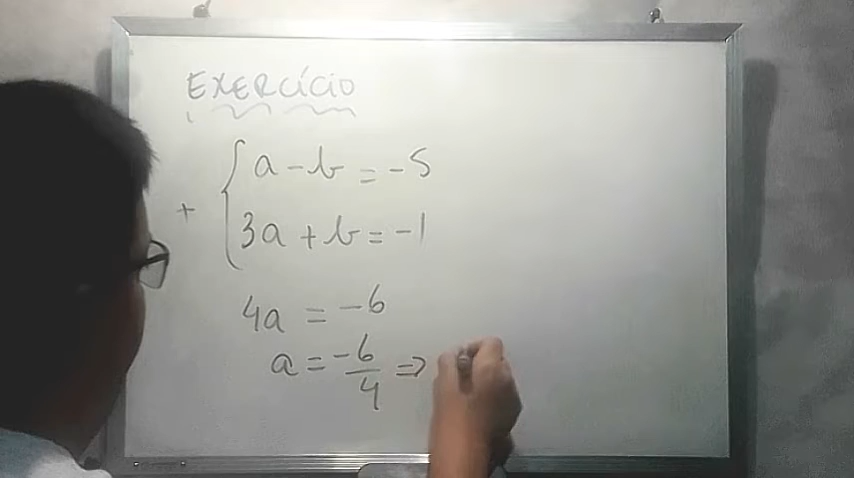 EXERCÍCIO
a - b = -5
+
3a + b = -1
4a = -6
a = -6/4 =>